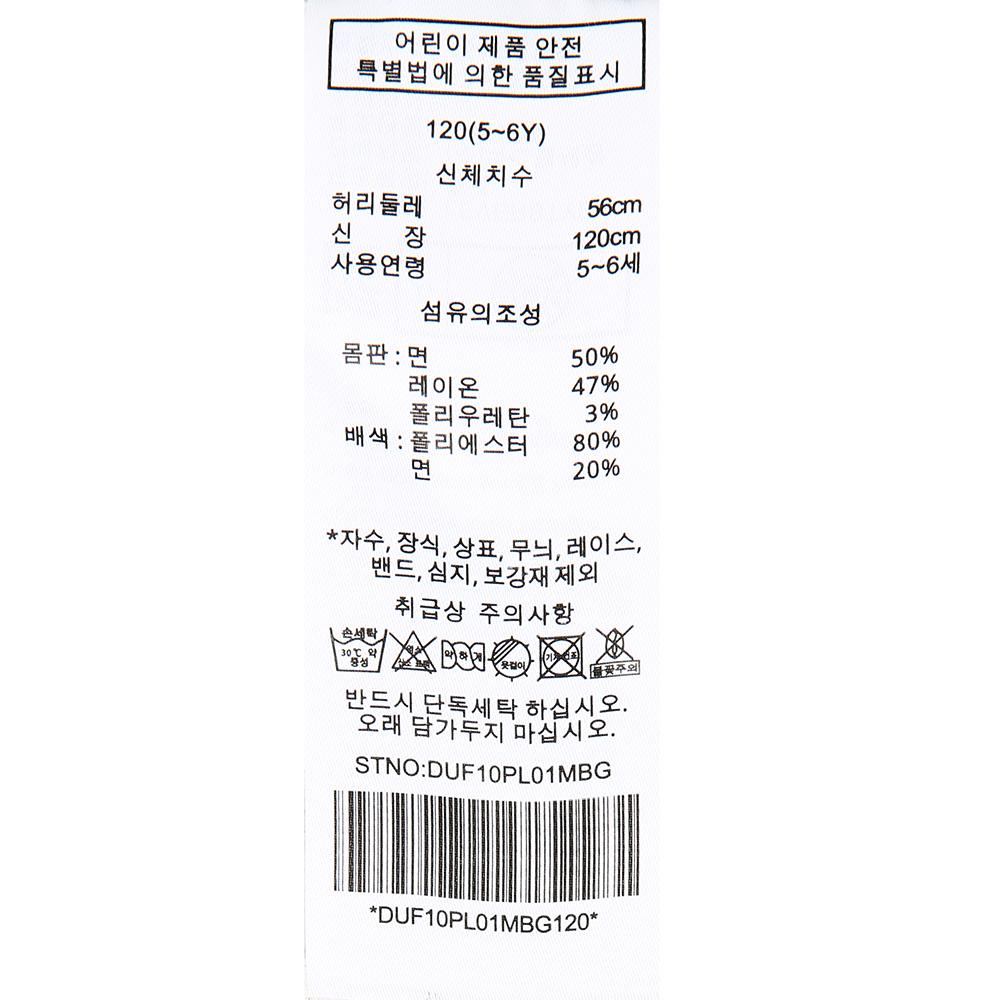 어린이 제품 안전
특별법에 의한 품질표시
120(5~6Y)
신체치수
허리둘레 56cm
신 장 120cm
사용연령 5~6세
섬유의조성
몸판 : 면 50%
레이온 47%
폴리우레탄 3%
배색 : 폴리에스터 80%
면 20%
*자수, 장식, 상표, 무늬, 레이스,
밴드, 심지, 보강재 제외
취급상 주의사항
손세탁
30℃ 약
중성
약하게
옷걸이
불꽃주의
반드시 단독세탁 하십시오.
오래 담가두지 마십시오.
STNO:DUF10PL01MBG
*DUF10PL01MBG120*